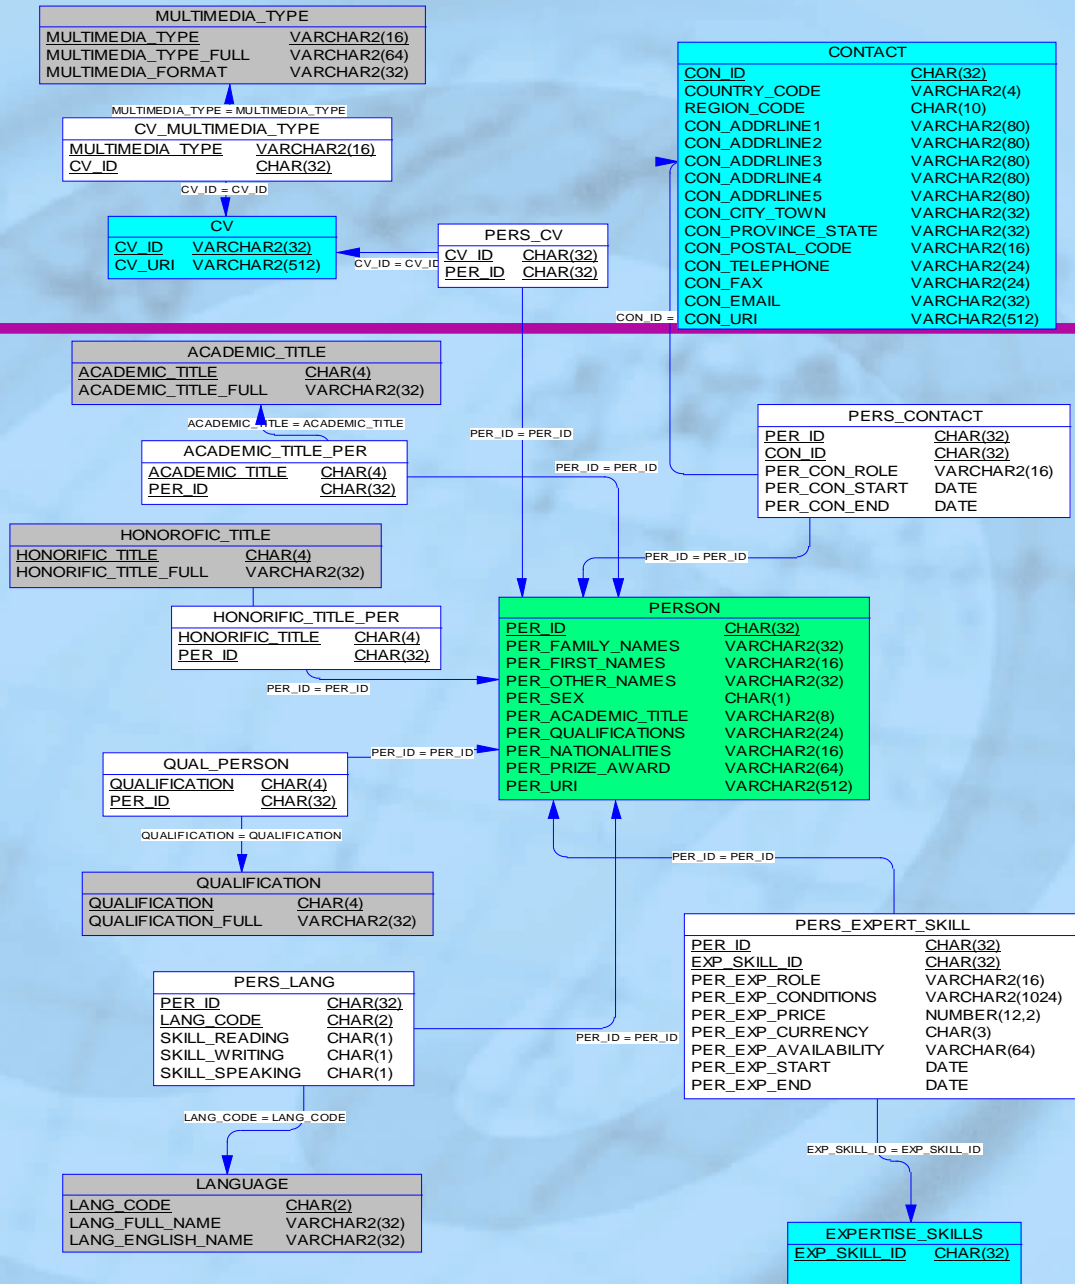 MULTIMEDIA_TYPE
MULTIMEDIA_TYPE VARCHAR2(16)
MULTIMEDIA_TYPE_FULL VARCHAR2(64)
MULTIMEDIA_FORMAT VARCHAR2(32)
MULTIMEDIA_TYPE = MULTIMEDIA_TYPE
CV_MULTIMEDIA_TYPE
MULTIMEDIA_TYPE VARCHAR2(16)
CV_ID CHAR(32)
CV_ID = CV_ID
CV
CV_ID VARCHAR2(32)
CV_URI VARCHAR2(512)
CV_ID = CV_ID
PERS_CV
CV_ID CHAR(32)
PER_ID CHAR(32)
CONTACT
CON_ID CHAR(32)
COUNTRY_CODE VARCHAR2(4)
REGION_CODE CHAR(10)
CON_ADDRLINE1 VARCHAR2(80)
CON_ADDRLINE2 VARCHAR2(80)
CON_ADDRLINE3 VARCHAR2(80)
CON_ADDRLINE4 VARCHAR2(80)
CON_ADDRLINE5 VARCHAR2(80)
CON_CITY_TOWN VARCHAR2(32)
CON_PROVINCE_STATE VARCHAR2(32)
CON_POSTAL_CODE VARCHAR2(16)
CON_TELEPHONE VARCHAR2(24)
CON_FAX VARCHAR2(24)
CON_EMAIL VARCHAR2(32)
CON_URI VARCHAR2(512)
CON_ID =
ACADEMIC_TITLE
ACADEMIC_TITLE CHAR(4)
ACADEMIC_TITLE_FULL VARCHAR2(32)
ACADEMIC_TITLE = ACADEMIC_TITLE
ACADEMIC_TITLE_PER
ACADEMIC_TITLE CHAR(4)
PER_ID CHAR(32)
PER_ID = PER_ID
PER_ID = PER_ID
PERS_CONTACT
PER_ID CHAR(32)
CON_ID CHAR(32)
PER_CON_ROLE VARCHAR2(16)
PER_CON_START DATE
PER_CON_END DATE
PER_ID = PER_ID
HONOROFIC_TITLE
HONORIFIC_TITLE CHAR(4)
HONORIFIC_TITLE_FULL VARCHAR2(32)
HONORIFIC_TITLE_PER
HONORIFIC_TITLE CHAR(4)
PER_ID CHAR(32)
PER_ID = PER_ID
PERSON
PER_ID CHAR(32)
PER_FAMILY_NAMES VARCHAR2(32)
PER_FIRST_NAMES VARCHAR2(16)
PER_OTHER_NAMES VARCHAR2(32)
PER_SEX CHAR(1)
PER_ACADEMIC_TITLE VARCHAR2(8)
PER_QUALIFICATIONS VARCHAR2(24)
PER_NATIONALITIES VARCHAR2(16)
PER_PRIZE_AWARD VARCHAR2(64)
PER_URI VARCHAR2(512)
PER_ID = PER_ID
QUAL_PERSON
QUALIFICATION CHAR(4)
PER_ID CHAR(32)
QUALIFICATION = QUALIFICATION
QUALIFICATION
QUALIFICATION CHAR(4)
QUALIFICATION_FULL VARCHAR2(32)
PER_ID = PER_ID
PERS_EXPERT_SKILL
PER_ID CHAR(32)
EXP_SKILL_ID CHAR(32)
PER_EXP_ROLE VARCHAR2(16)
PER_EXP_CONDITIONS VARCHAR2(1024)
PER_EXP_PRICE NUMBER(12,2)
PER_EXP_CURRENCY CHAR(3)
PER_EXP_AVAILABILITY VARCHAR(64)
PER_EXP_START DATE
PER_EXP_END DATE
PERS_LANG
PER_ID CHAR(32)
LANG_CODE CHAR(2)
SKILL_READING CHAR(1)
SKILL_WRITING CHAR(1)
SKILL_SPEAKING CHAR(1)
PER_ID = PER_ID
LANG_CODE = LANG_CODE
LANGUAGE
LANG_CODE CHAR(2)
LANG_FULL_NAME VARCHAR2(32)
LANG_ENGLISH_NAME VARCHAR2(32)
EXP_SKILL_ID = EXP_SKILL_ID
EXPERTISE_SKILLS
EXP_SKILL_ID CHAR(32)